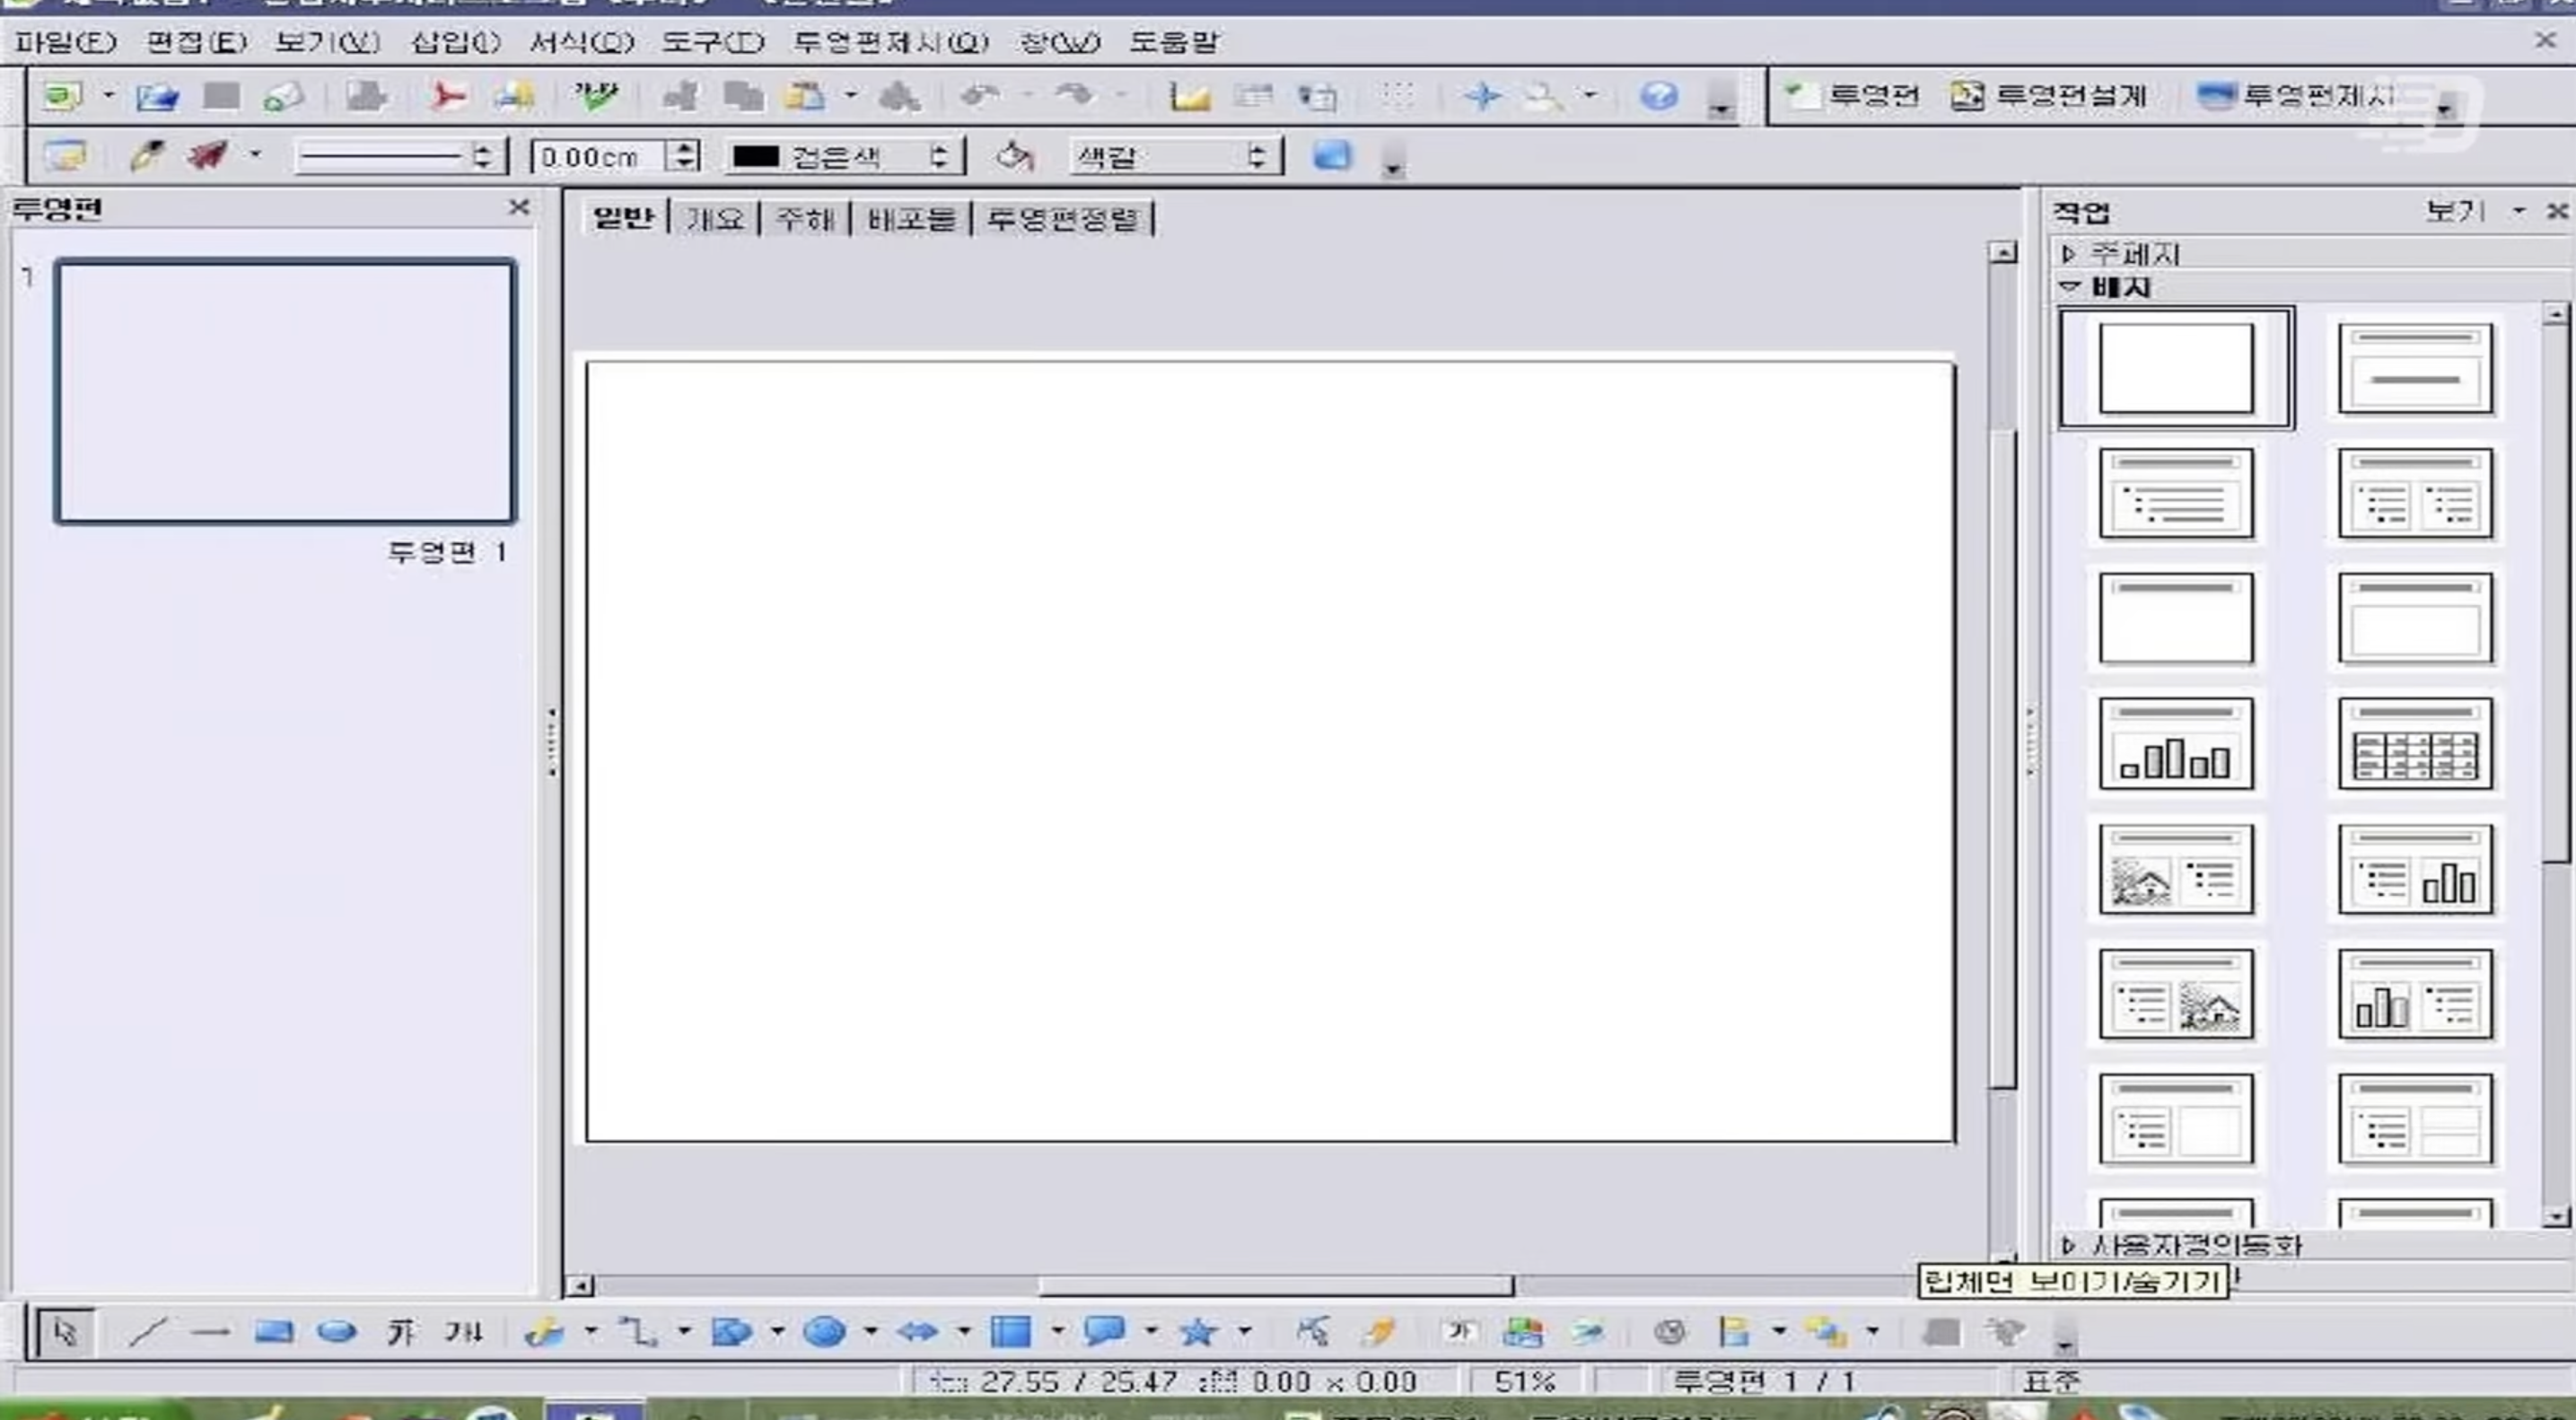 파일(F) 편집(E) 보기(V) 삽입(I) 서식(O) 도구(T) 투영편제시(Q) 창(W) 도움말
투영편 투영편설계 투영편제시
0.00cm 검은색 색갈
투영편
일반 개요 주해 배포물 투영편정렬
작업 보기
주페지
배치
1
투영편 1
사용자정의동화
립체면 보이기/숨기기
27.55 / 25.47 0.00 x 0.00 51% 투영편 1 / 1 표준